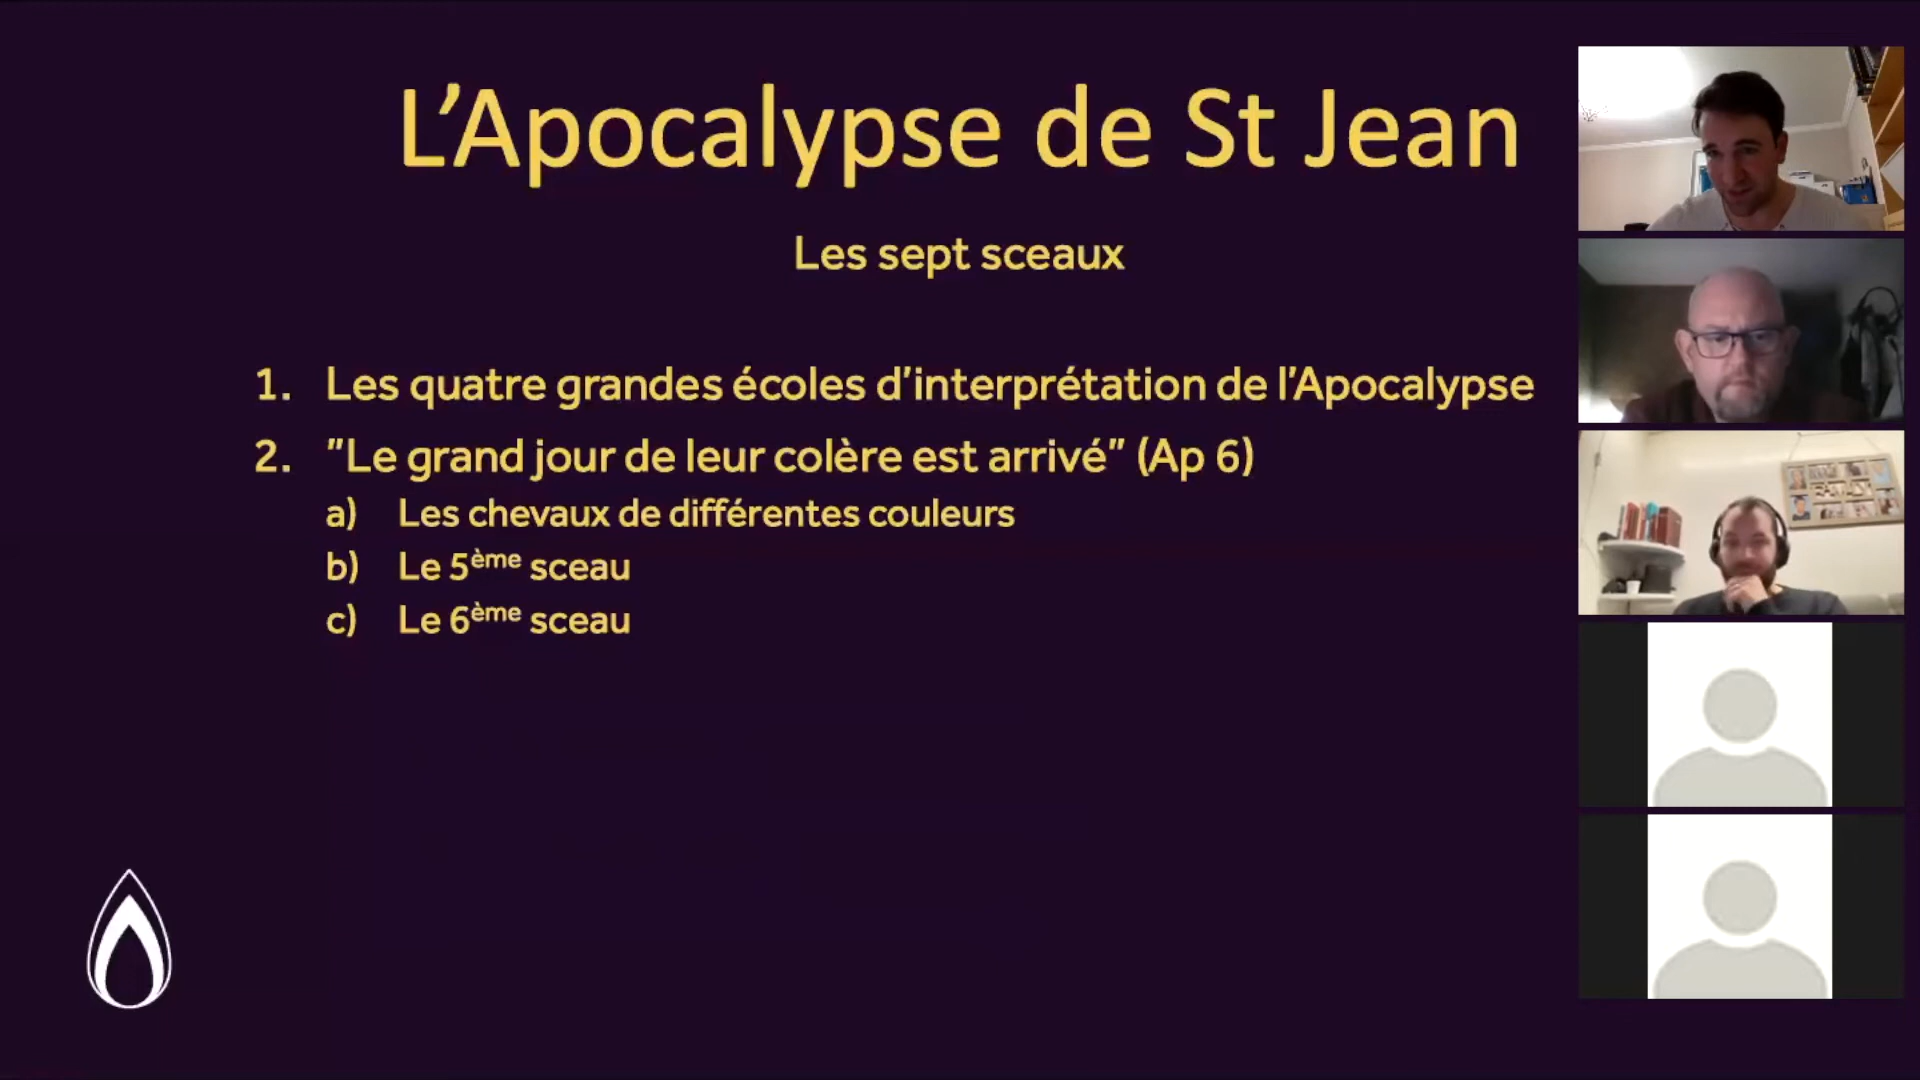 L’Apocalypse de St Jean
Les sept sceaux
1. Les quatre grandes écoles d’interprétation de l’Apocalypse
2. ”Le grand jour de leur colère est arrivé” (Ap 6)
a) Les chevaux de différentes couleurs
b) Le 5ème sceau
c) Le 6ème sceau